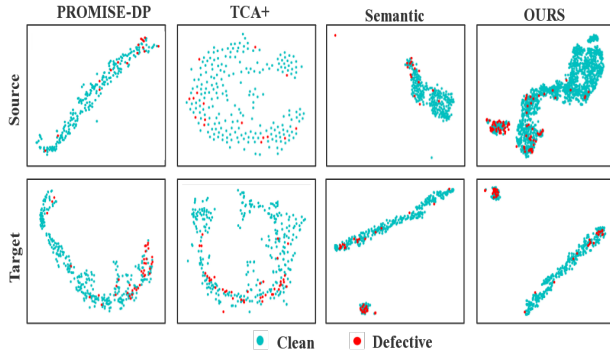 PROMISE-DP TCA+ Semantic OURS
Source
Target
Clean Defective